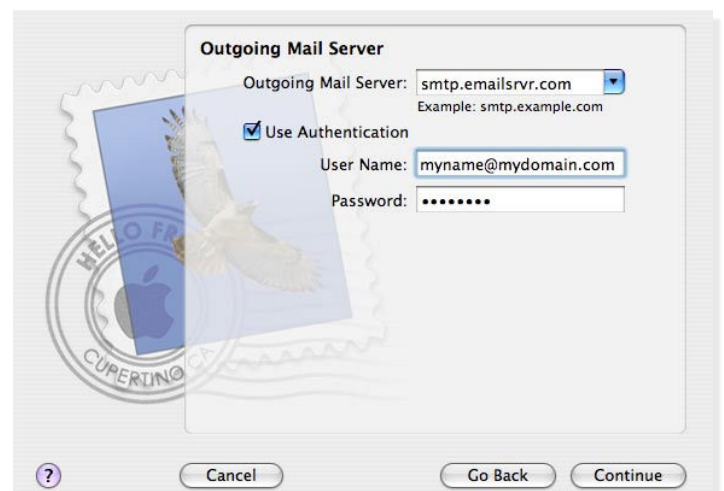 Outgoing Mail Server
Outgoing Mail Server: smtp.emailsrvr.com
Example: smtp.example.com
Use Authentication
User Name: myname@mydomain.com
Password: ••••••••
HELLO FR
CUPERTINO CA
? Cancel Go Back Continue